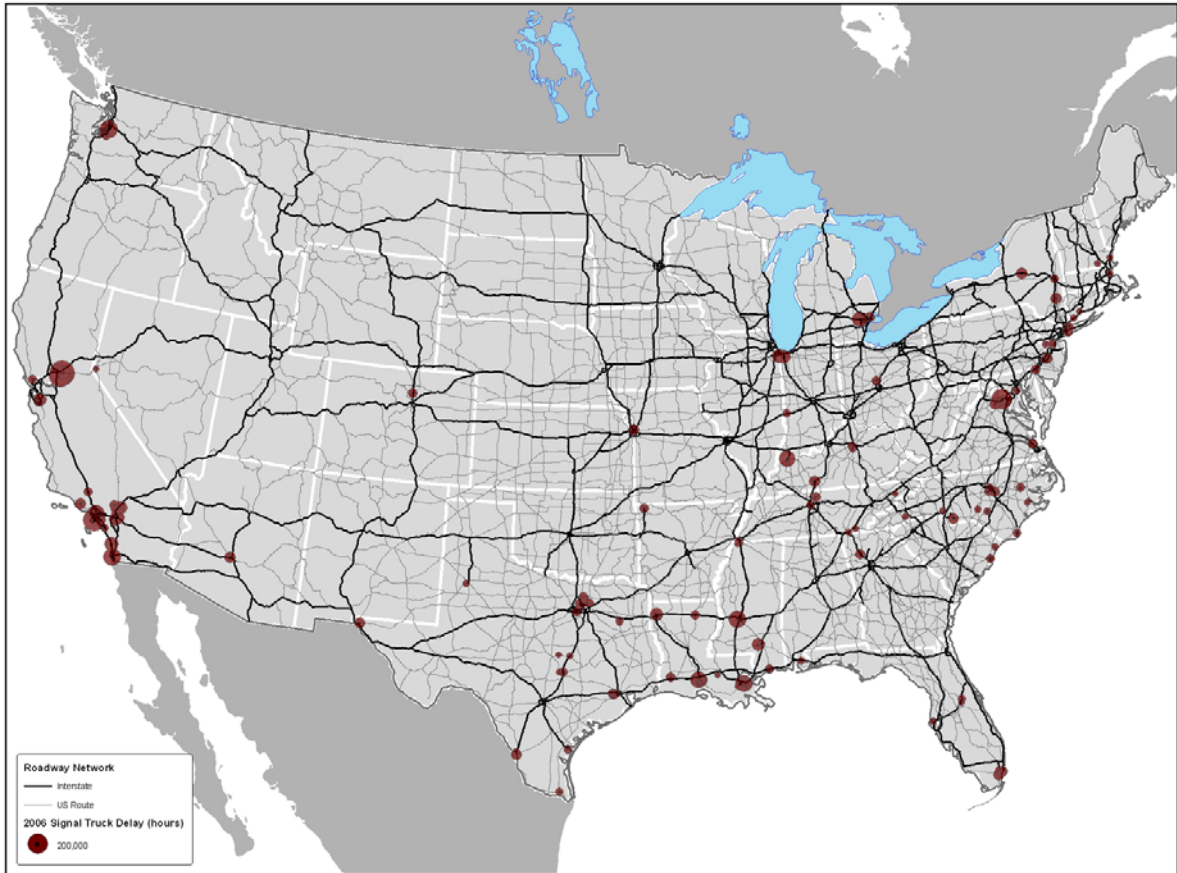 Roadway Network
Interstate
US Route
2006 Signal Truck Delay (hours)
200,000